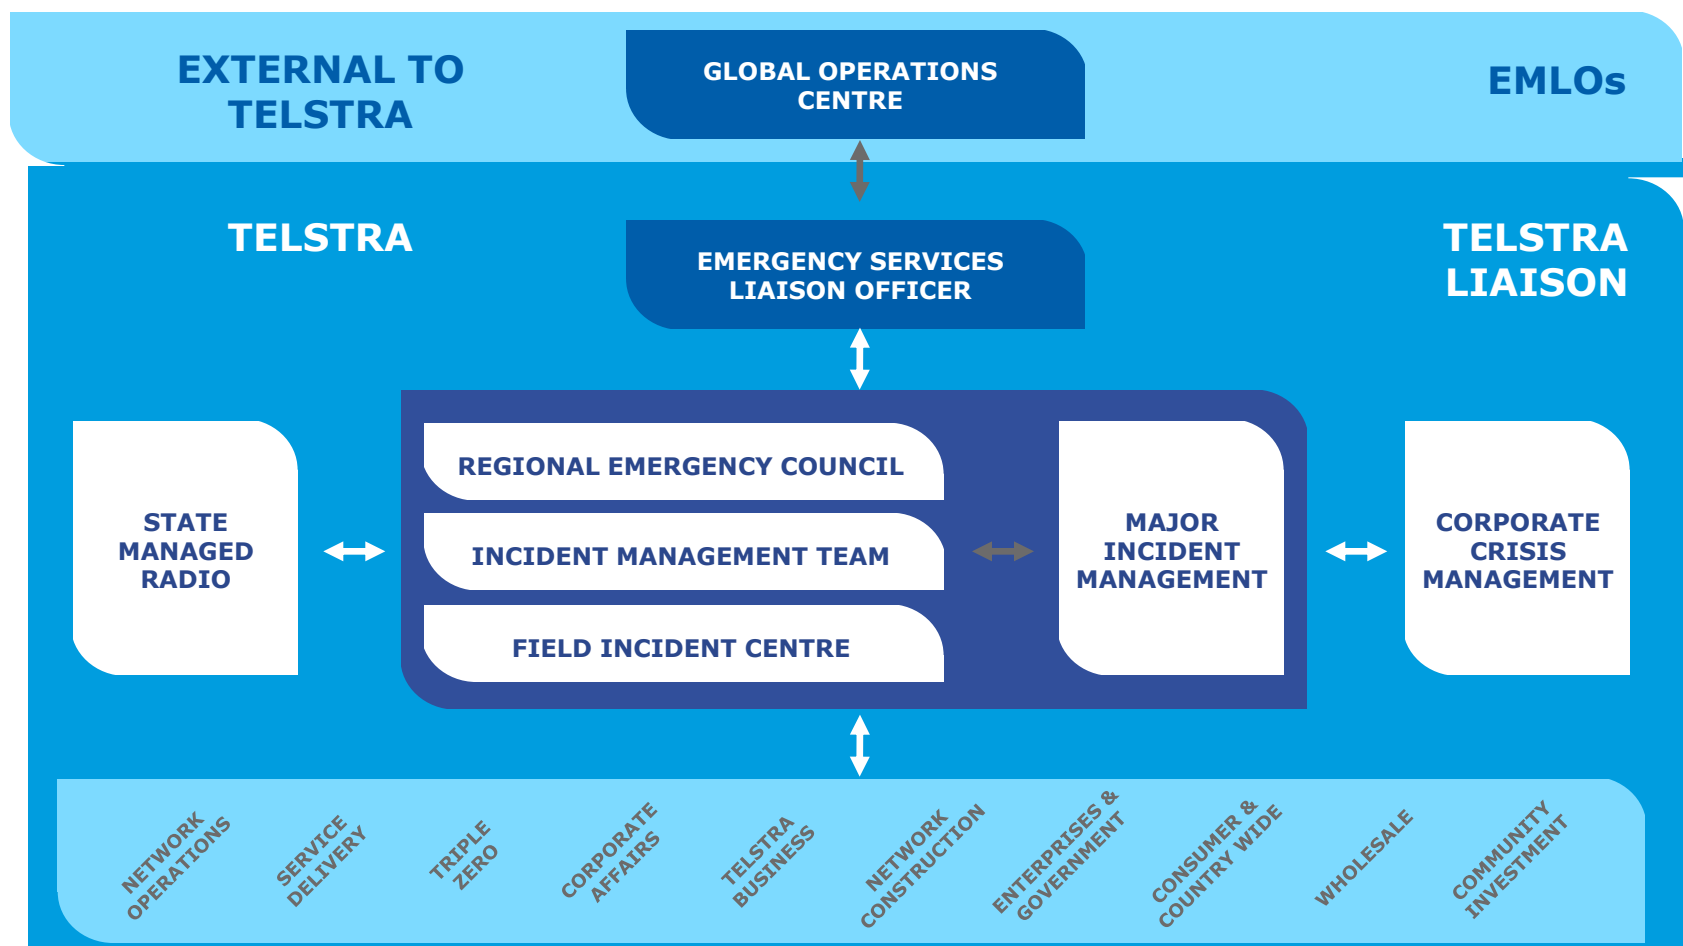 EXTERNAL TO
TELSTRA
GLOBAL OPERATIONS
CENTRE
EMLOs
TELSTRA
EMERGENCY SERVICES
LIAISON OFFICER
TELSTRA
LIAISON
STATE
MANAGED
RADIO
REGIONAL EMERGENCY COUNCIL
INCIDENT MANAGEMENT TEAM
FIELD INCIDENT CENTRE
MAJOR
INCIDENT
MANAGEMENT
CORPORATE
CRISIS
MANAGEMENT
NETWORK
OPERATIONS
SERVICE
DELIVERY
TRIPLE
ZERO
CORPORATE
AFFAIRS
TELSTRA
BUSINESS
NETWORK
CONSTRUCTION
ENTERPRISES &
GOVERNMENT
CONSUMER &
COUNTRY WIDE
WHOLESALE
COMMUNITY
INVESTMENT